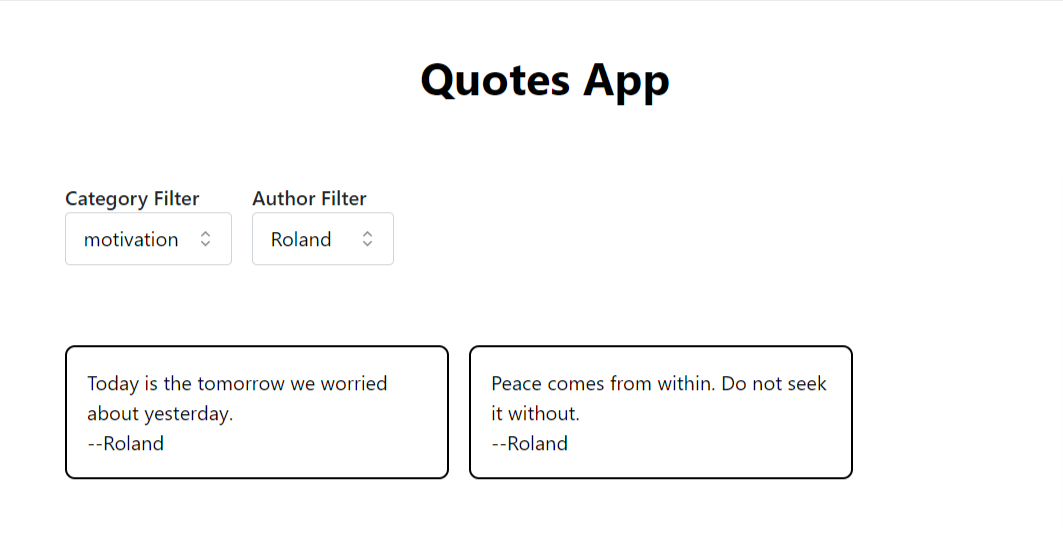 Quotes App
Category Filter
Author Filter
motivation
Roland
Today is the tomorrow we worried
about yesterday.
--Roland
Peace comes from within. Do not seek
it without.
--Roland